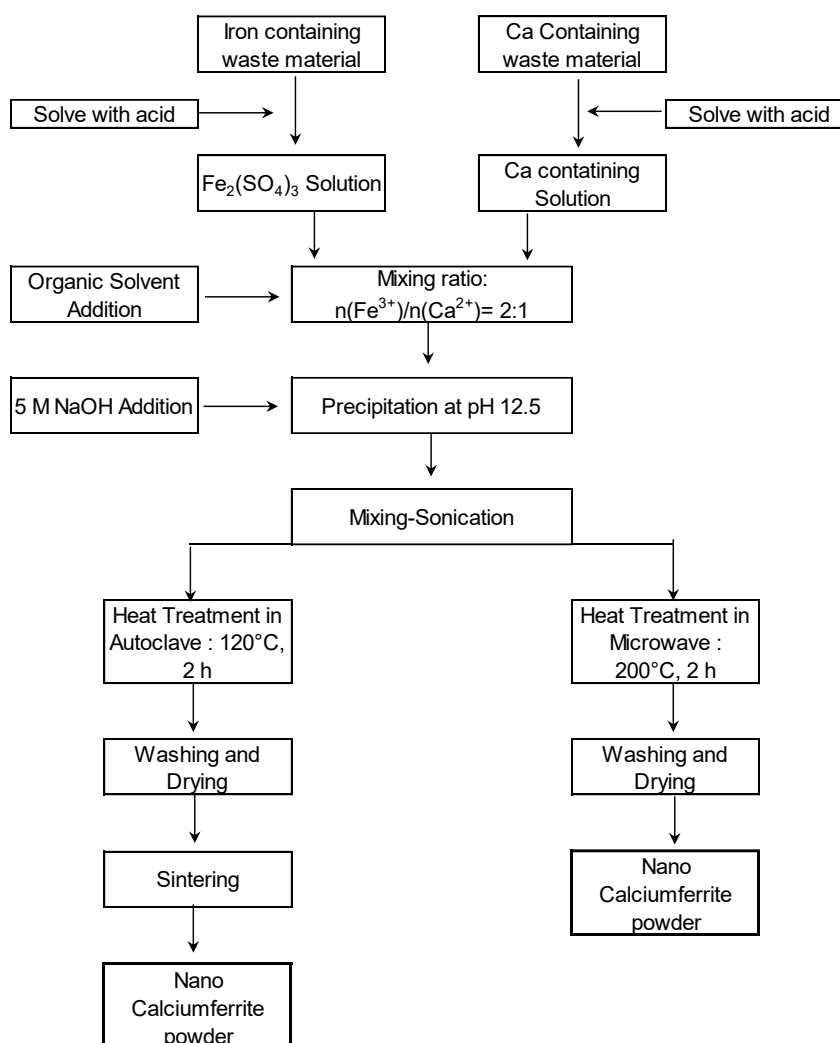 Iron containing
waste material
Ca Containing
waste material
Solve with acid
Solve with acid
Fe₂(SO₄)₃ Solution
Ca contatining
Solution
Organic Solvent
Addition
Mixing ratio:
n(Fe³⁺)/n(Ca²⁺)= 2:1
5 M NaOH Addition
Precipitation at pH 12.5
Mixing-Sonication
Heat Treatment in
Autoclave : 120°C,
2 h
Heat Treatment in
Microwave :
200°C, 2 h
Washing and
Drying
Washing and
Drying
Sintering
Nano
Calciumferrite
powder
Nano
Calciumferrite
powder